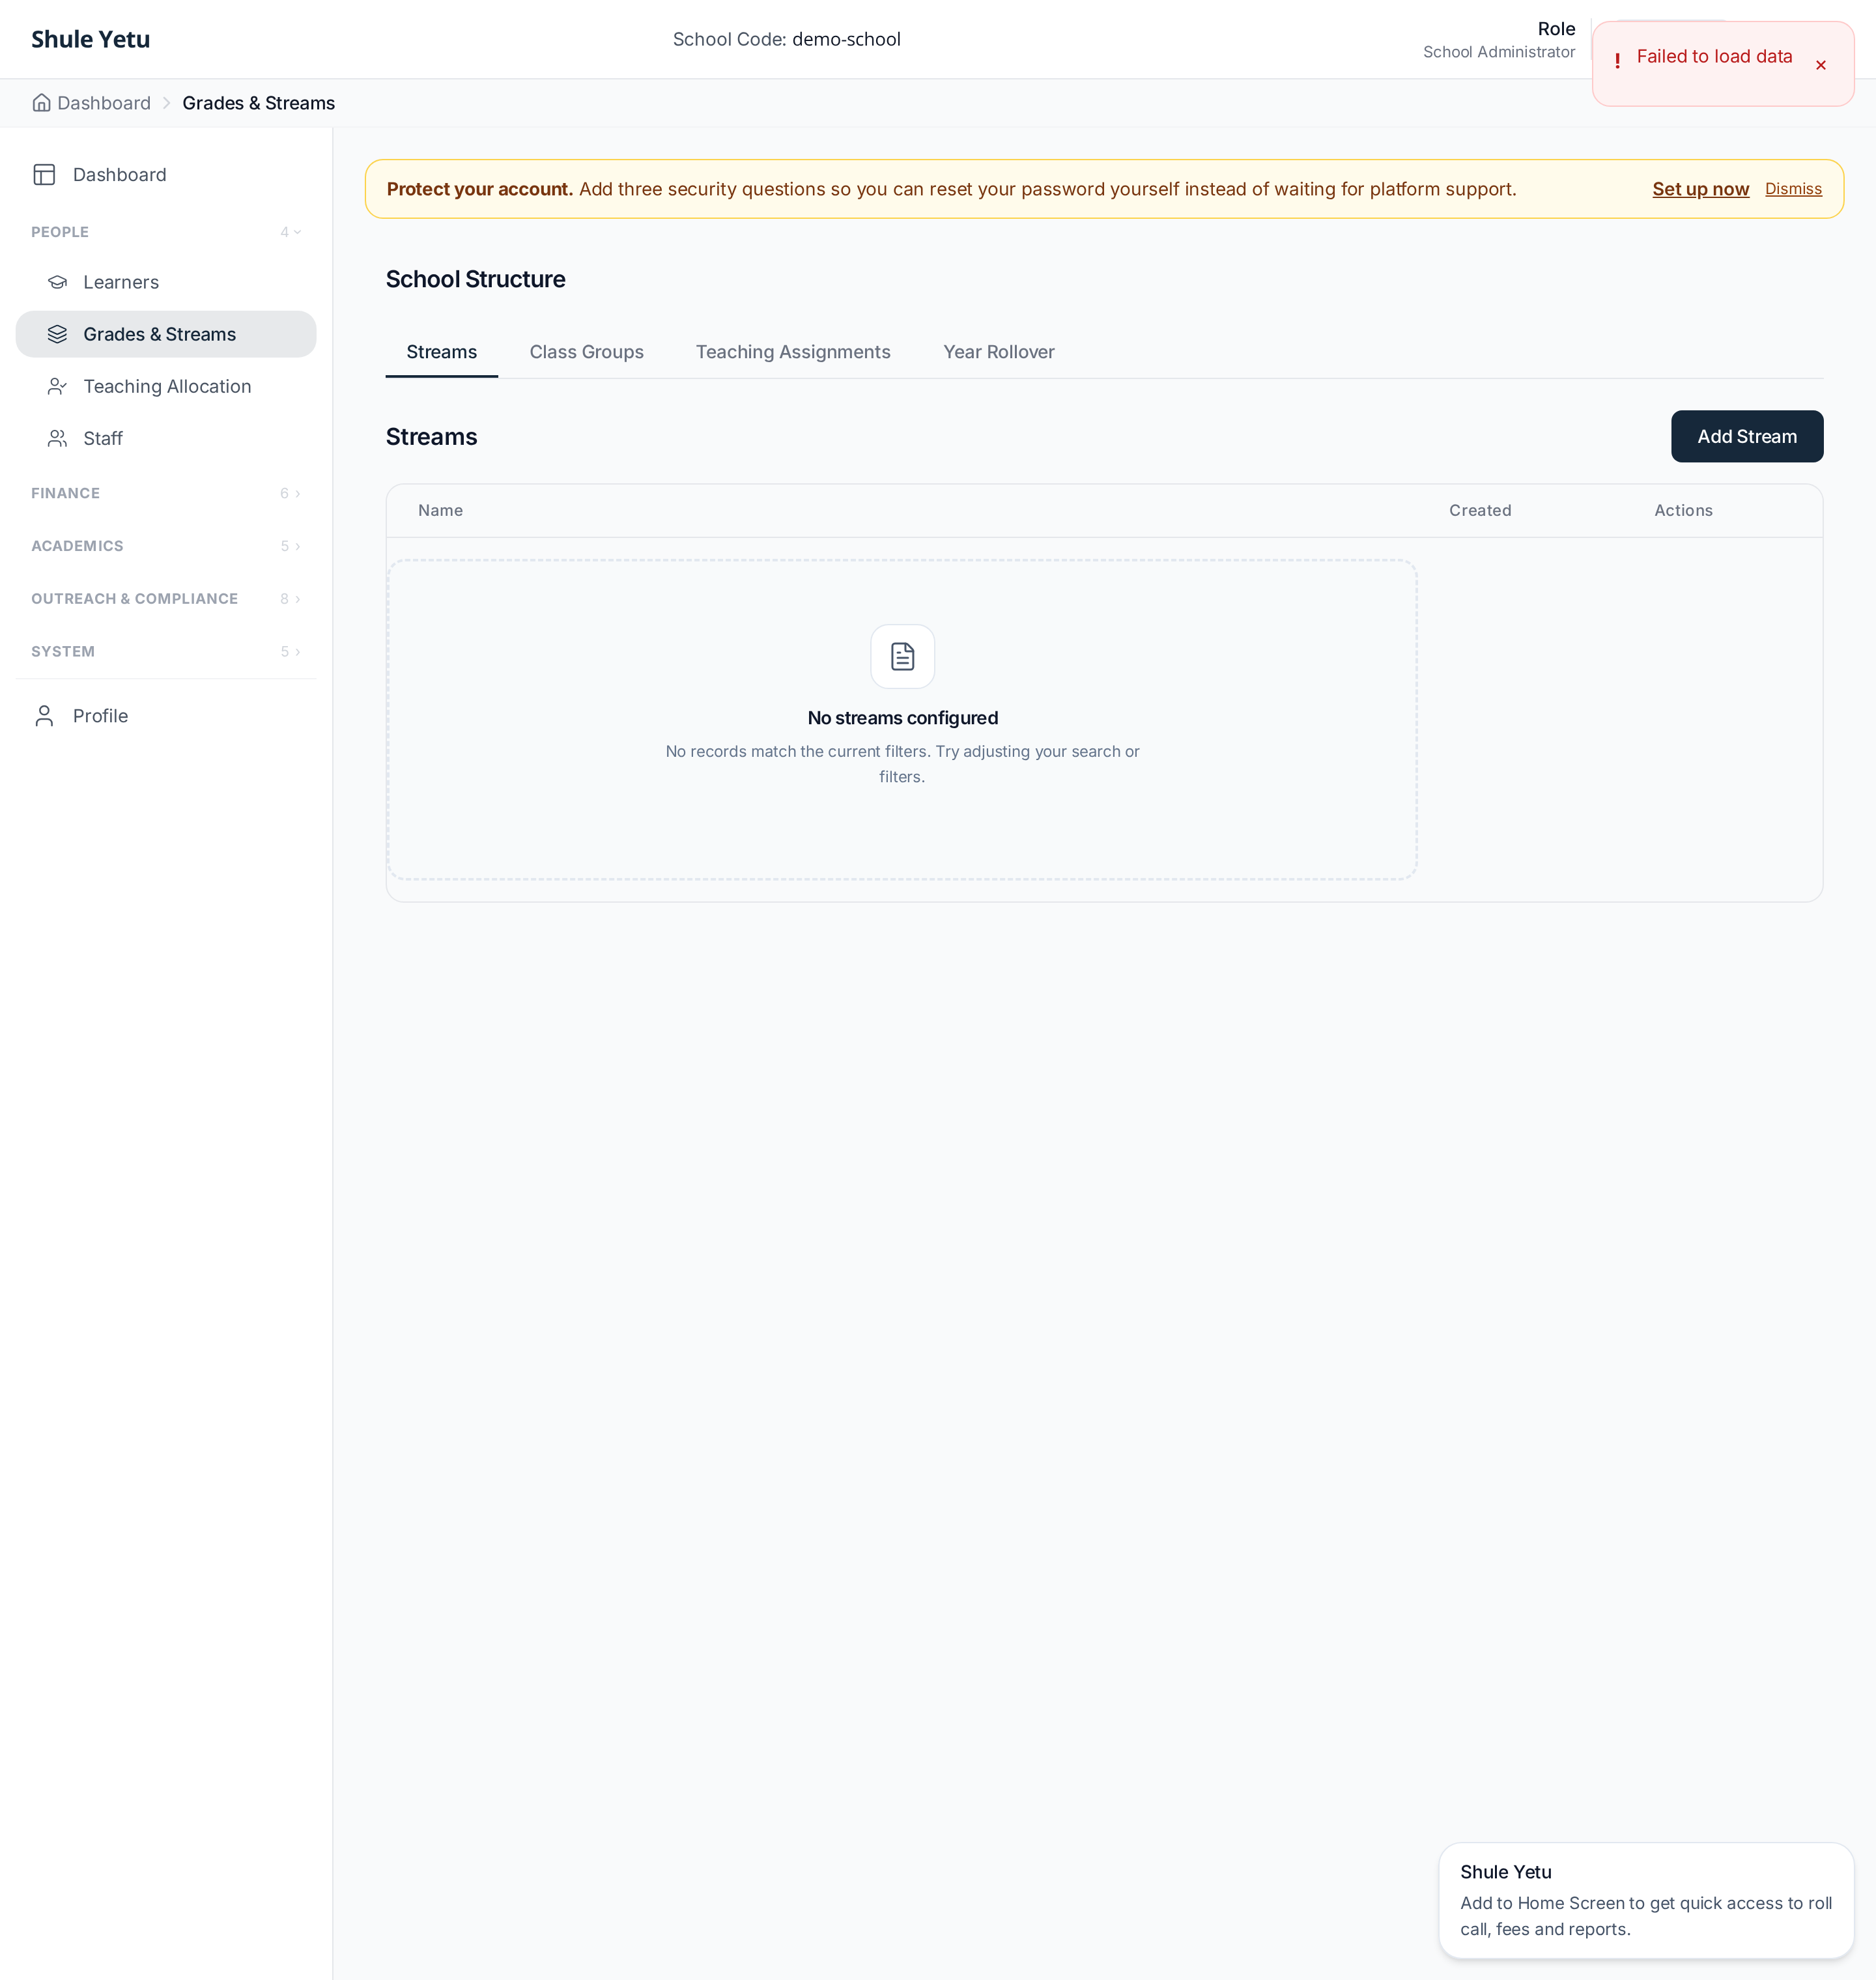 Shule Yetu
School Code: demo-school
Role
School Administrator
! Failed to load data ×
Dashboard > Grades & Streams
Dashboard
PEOPLE 4
Learners
Grades & Streams
Teaching Allocation
Staff
FINANCE 6 ›
ACADEMICS 5 ›
OUTREACH & COMPLIANCE 8 ›
SYSTEM 5 ›
Profile
Protect your account. Add three security questions so you can reset your password yourself instead of waiting for platform support. Set up now Dismiss
School Structure
Streams Class Groups Teaching Assignments Year Rollover
Streams
Add Stream
Name Created Actions
No streams configured
No records match the current filters. Try adjusting your search or
filters.
Shule Yetu
Add to Home Screen to get quick access to roll
call, fees and reports.